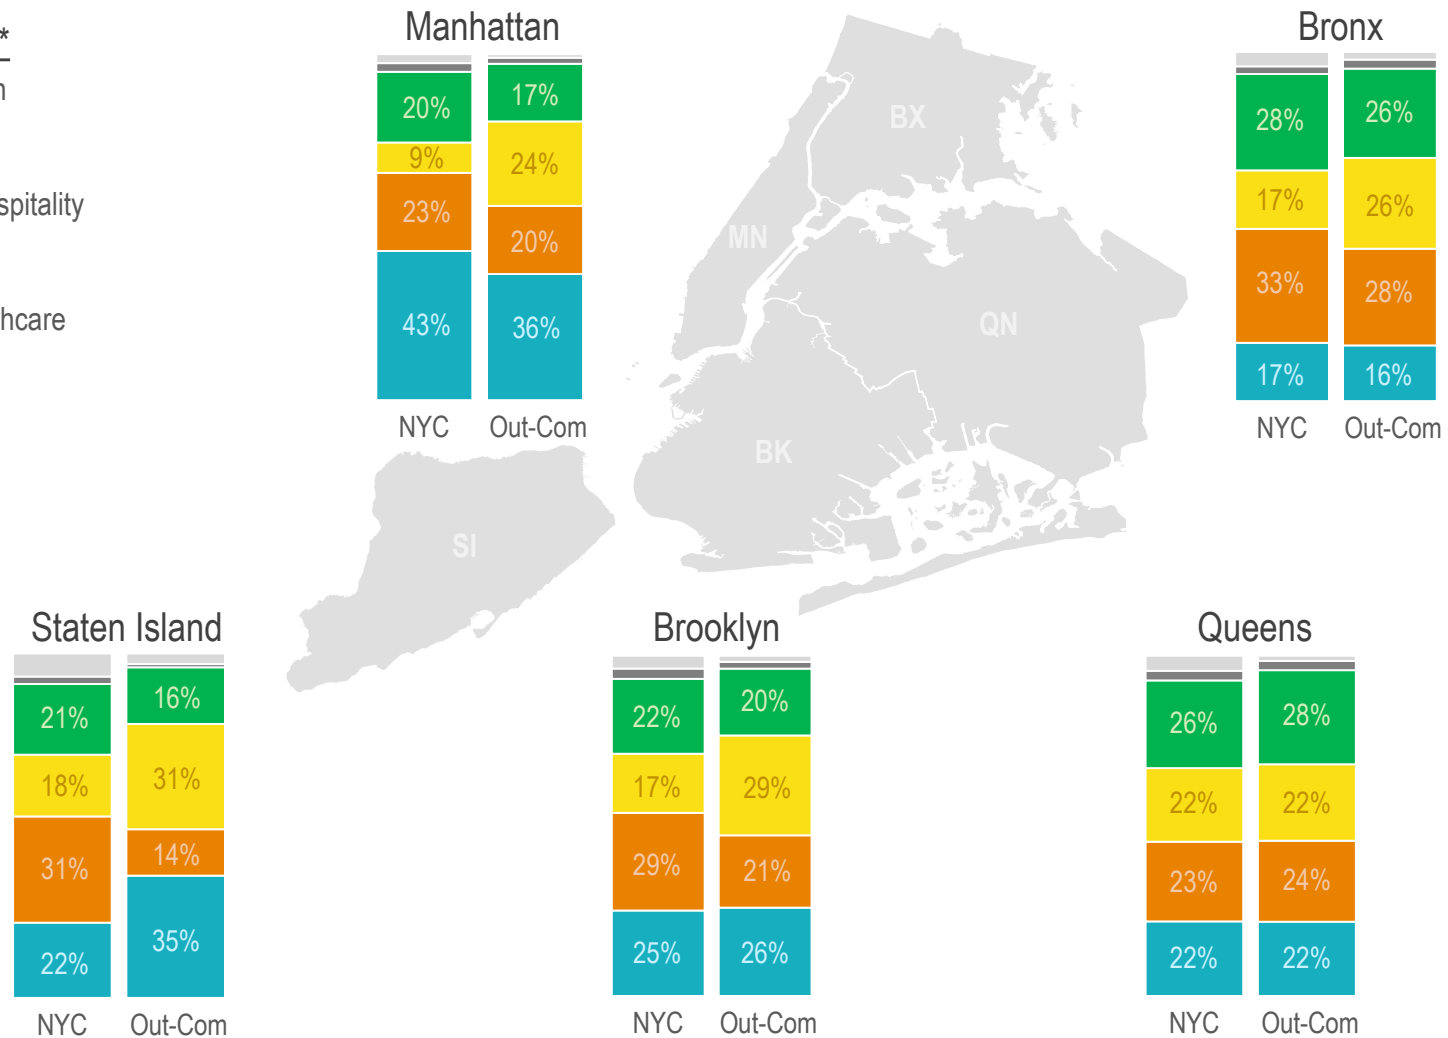 *
n
spitality
hcare
Manhattan
20%
17%
9%
24%
23%
20%
43%
36%
NYC
Out-Com
Bronx
28%
26%
17%
26%
33%
28%
17%
16%
NYC
Out-Com
BX
MN
QN
BK
SI
Staten Island
21%
16%
18%
31%
31%
14%
22%
35%
NYC
Out-Com
Brooklyn
22%
20%
17%
29%
29%
21%
25%
26%
NYC
Out-Com
Queens
26%
28%
22%
22%
23%
24%
22%
22%
NYC
Out-Com